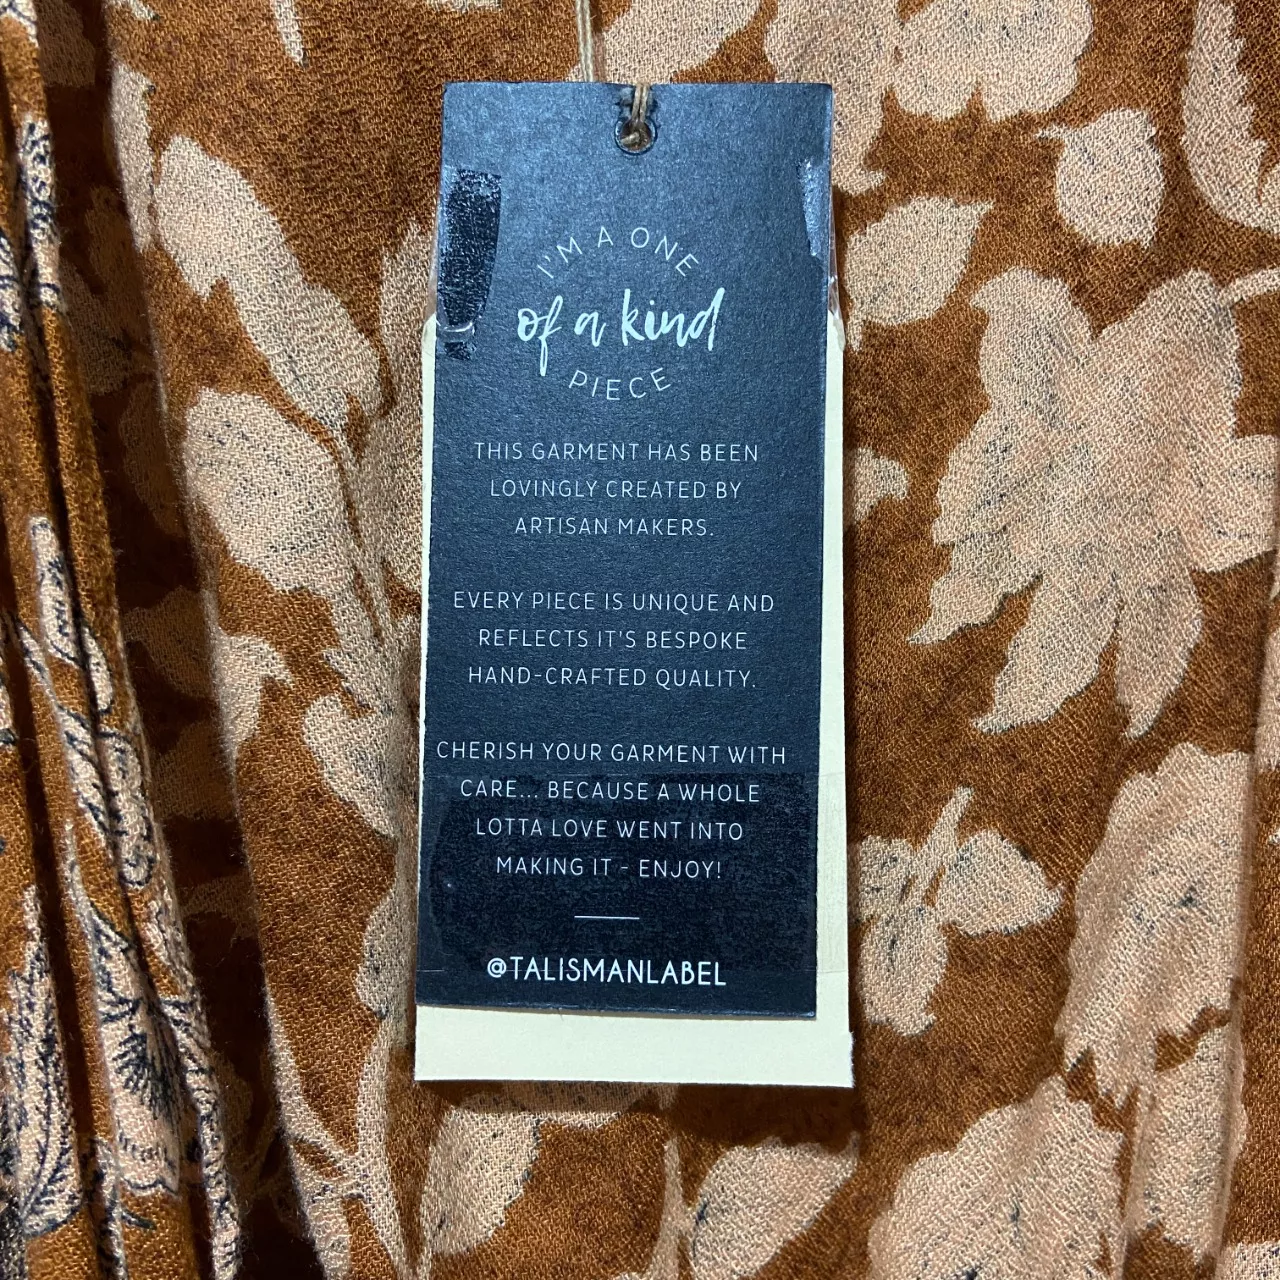 I'M A ONE
of a kind
PIECE
THIS GARMENT HAS BEEN
LOVINGLY CREATED BY
ARTISAN MAKERS.
EVERY PIECE IS UNIQUE AND
REFLECTS IT'S BESPOKE
HAND-CRAFTED QUALITY.
CHERISH YOUR GARMENT WITH
CARE... BECAUSE A WHOLE
LOTTA LOVE WENT INTO
MAKING IT - ENJOY!
@TALISMANLABEL